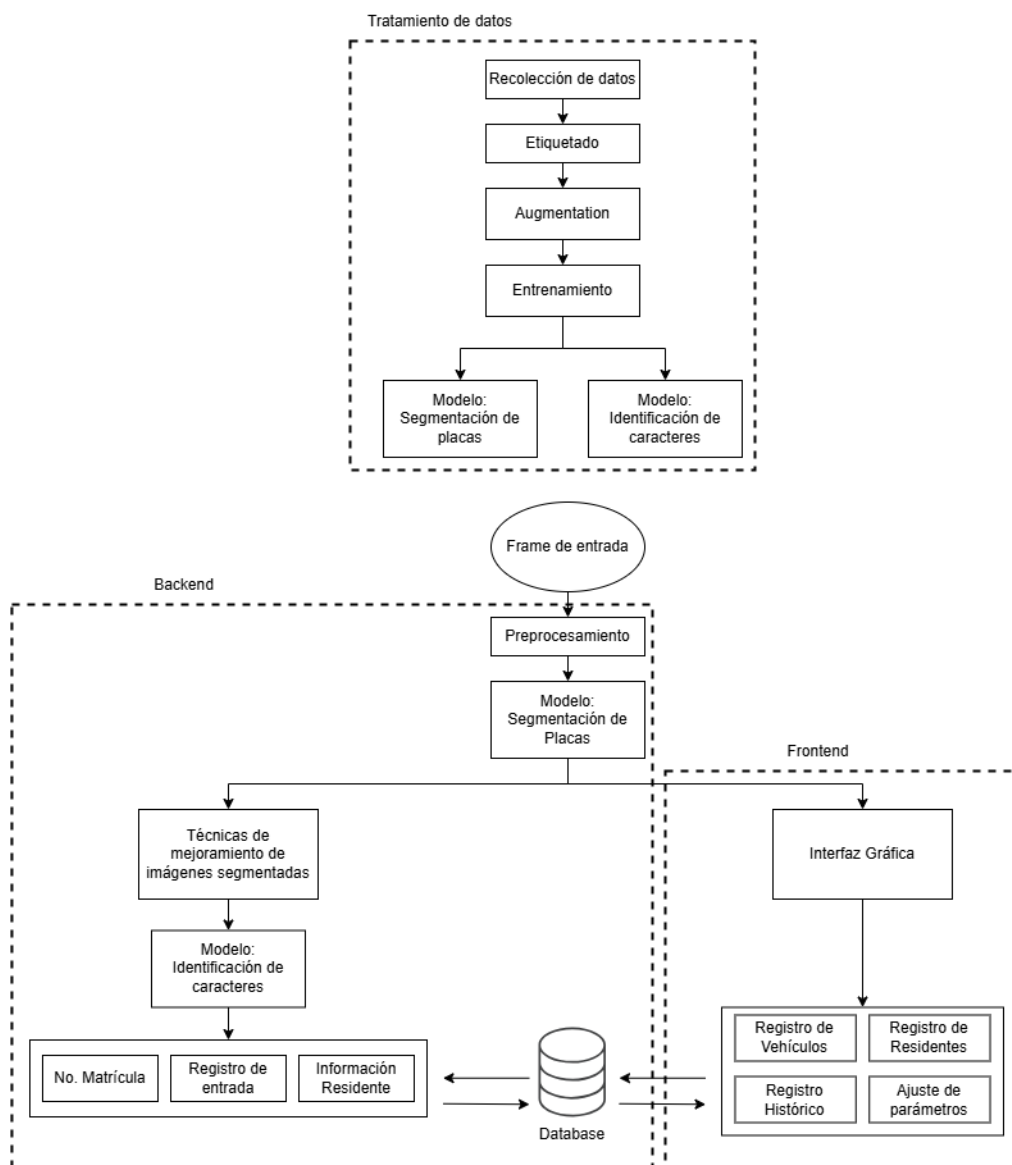 Tratamiento de datos
Recolección de datos
Etiquetado
Augmentation
Entrenamiento
Modelo:
Segmentación de
placas
Modelo:
Identificación de
caracteres
Frame de entrada
Backend
Preprocesamiento
Modelo:
Segmentación de
Placas
Frontend
Técnicas de
mejoramiento de
imágenes segmentadas
Interfaz Gráfica
Modelo:
Identificación de
caracteres
No. Matrícula
Registro de
entrada
Información
Residente
Database
Registro de
Vehículos
Registro de
Residentes
Registro
Histórico
Ajuste de
parámetros